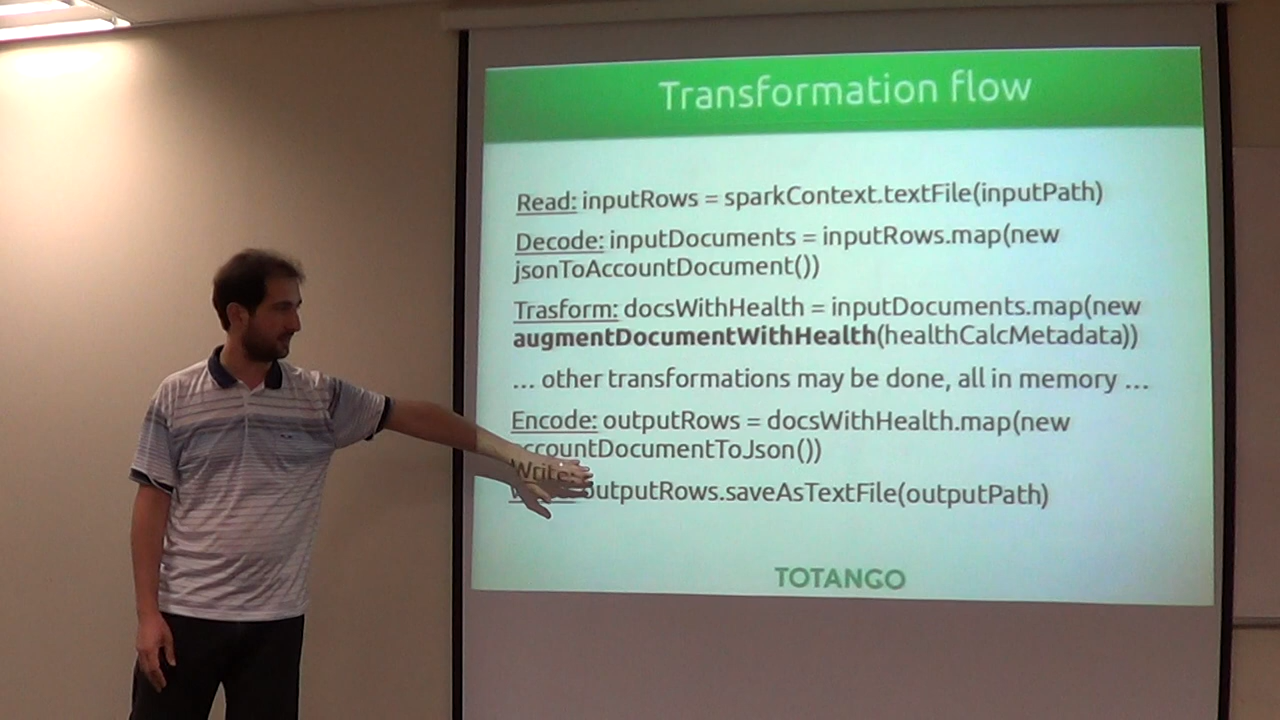 Transformation flow
Read: inputRows = sparkContext.textFile(inputPath)
Decode: inputDocuments = inputRows.map(new
jsonToAccountDocument())
Trasform: docsWithHealth = inputDocuments.map(new
augmentDocumentWithHealth(healthCalcMetadata))
... other transformations may be done, all in memory ...
Encode: outputRows = docsWithHealth.map(new
accountDocumentToJson())
Write: outputRows.saveAsTextFile(outputPath)
TOTANGO